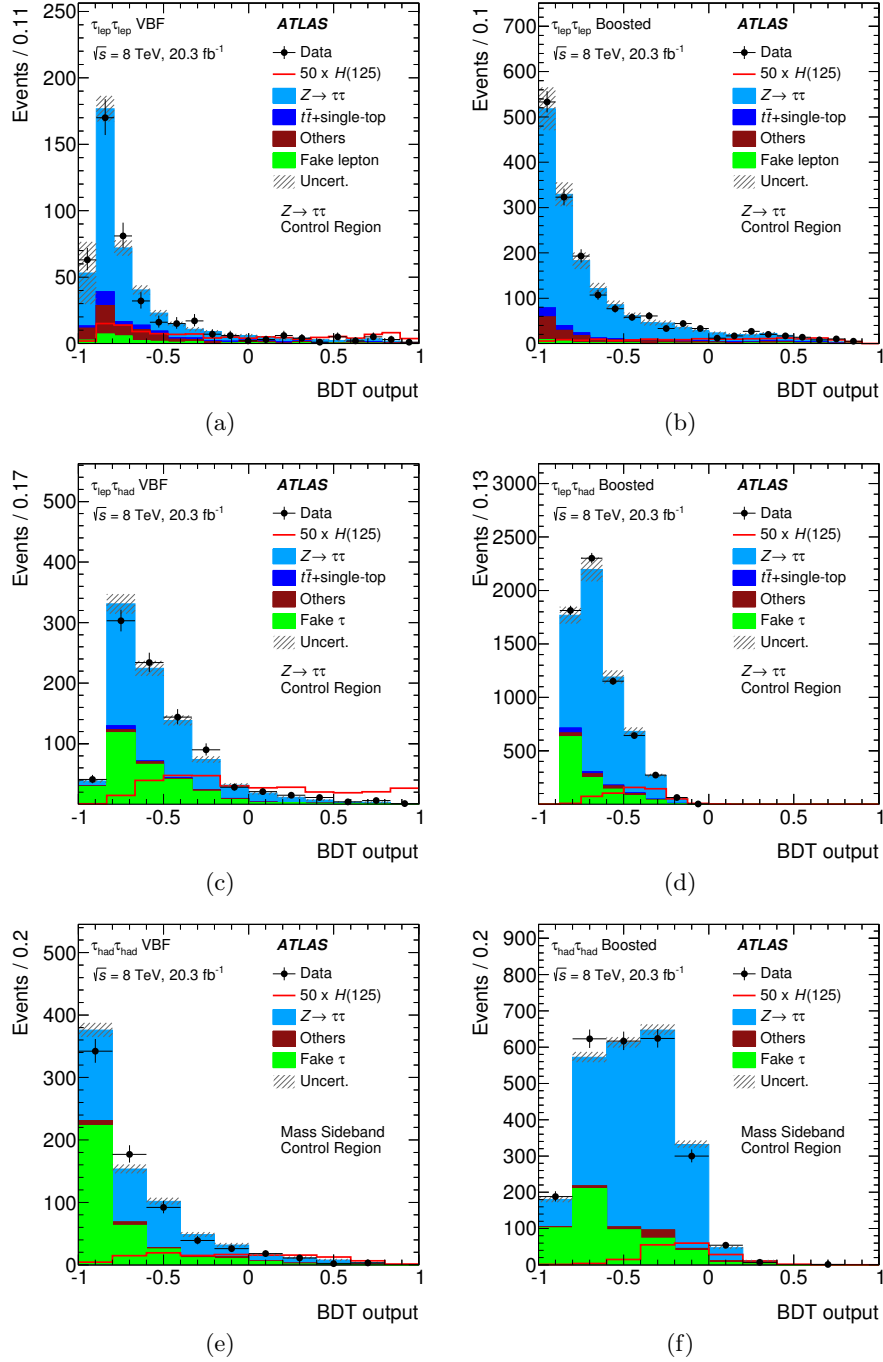 Events / 0.11
τlep τlep VBF
ATLAS
√s = 8 TeV, 20.3 fb-1
Data
50 x H(125)
Z→ ττ
tt̄+single-top
Others
Fake lepton
Uncert.
Z→ ττ
Control Region
250
200
150
100
50
0
-1 -0.5 0 0.5 1
BDT output
(a)
Events / 0.1
τlep τlep Boosted
ATLAS
√s = 8 TeV, 20.3 fb-1
Data
50 x H(125)
Z→ ττ
tt̄+single-top
Others
Fake lepton
Uncert.
Z→ ττ
Control Region
700
600
500
400
300
200
100
0
-1 -0.5 0 0.5 1
BDT output
(b)
Events / 0.17
τlep τhad VBF
ATLAS
√s = 8 TeV, 20.3 fb-1
Data
50 x H(125)
Z→ ττ
tt̄+single-top
Others
Fake τ
Uncert.
Z→ ττ
Control Region
500
400
300
200
100
-1 -0.5 0 0.5 1
BDT output
(c)
Events / 0.13
τlep τhad Boosted
ATLAS
√s = 8 TeV, 20.3 fb-1
Data
50 x H(125)
Z→ ττ
tt̄+single-top
Others
Fake τ
Uncert.
Z→ ττ
Control Region
3000
2500
2000
1500
1000
500
-1 -0.5 0 0.5 1
BDT output
(d)
Events / 0.2
τhad τhad VBF
ATLAS
√s = 8 TeV, 20.3 fb-1
Data
50 x H(125)
Z→ ττ
Others
Fake τ
Uncert.
Mass Sideband
Control Region
500
400
300
200
100
0
-1 -0.5 0 0.5 1
BDT output
(e)
Events / 0.2
τhad τhad Boosted
ATLAS
√s = 8 TeV, 20.3 fb-1
Data
50 x H(125)
Z→ ττ
Others
Fake τ
Uncert.
Mass Sideband
Control Region
900
800
700
600
500
400
300
200
100
0
-1 -0.5 0 0.5 1
BDT output
(f)